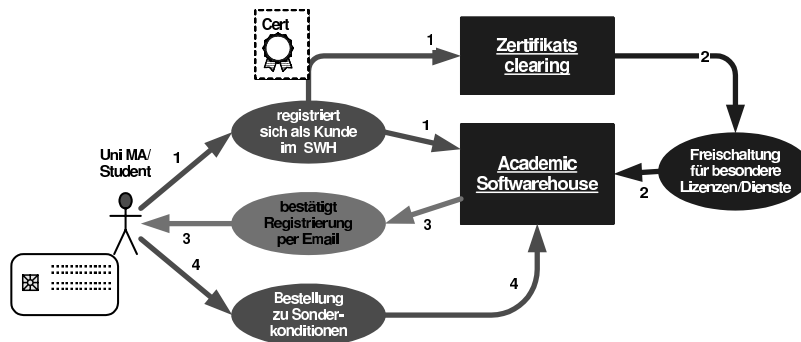 Cert
1
Zertifikats
clearing
2
registriert
sich als Kunde
im SWH
1
Uni MA/
Student
1
Academic
Softwarehouse
Freischaltung
für besondere
Lizenzen/Dienste
2
bestätigt
Registrierung
per Email
3
3
4
Bestellung
zu Sonder-
konditionen
4